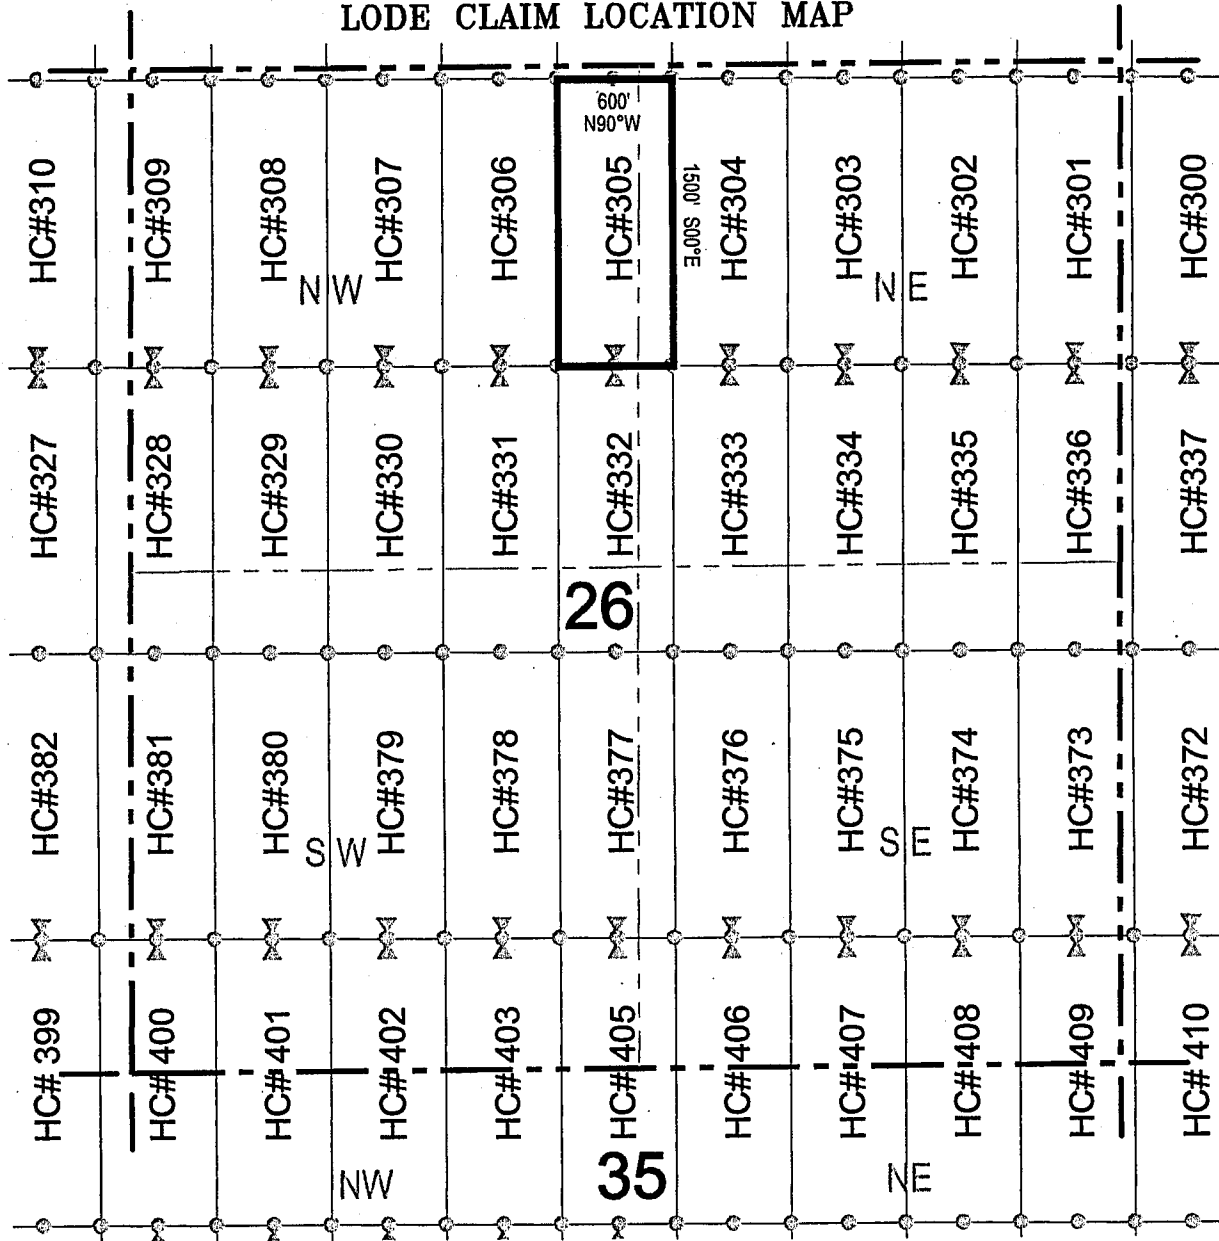 LODE CLAIM LOCATION MAP
600'
N90°W
1500' S00°E
HC#310
HC#309
HC#308
HC#307
HC#306
HC#305
HC#304
HC#303
HC#302
HC#301
HC#300
NW
NE
HC#327
HC#328
HC#329
HC#330
HC#331
HC#332
HC#333
HC#334
HC#335
HC#336
HC#337
26
HC#382
HC#381
HC#380
HC#379
HC#378
HC#377
HC#376
HC#375
HC#374
HC#373
HC#372
SW
SE
HC# 399
HC# 400
HC# 401
HC# 402
HC# 403
HC# 405
HC# 406
HC# 407
HC# 408
HC# 409
HC# 410
NW
35
NE